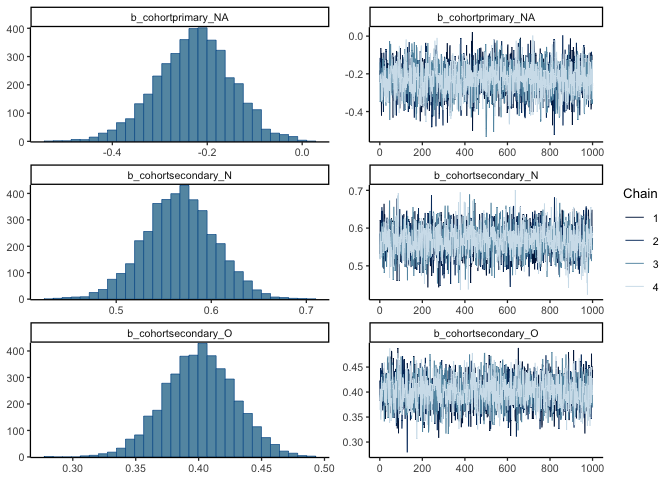 b_cohortprimary_NA
400
300
200
100
0
-0.4 -0.2 0.0
b_cohortprimary_NA
0.0
-0.2
-0.4
0 200 400 600 800 1000
b_cohortsecondary_N
400
300
200
100
0
0.5 0.6 0.7
b_cohortsecondary_N
0.7
0.6
0.5
0 200 400 600 800 1000
b_cohortsecondary_O
400
300
200
100
0
0.30 0.35 0.40 0.45 0.50
b_cohortsecondary_O
0.45
0.40
0.35
0.30
0 200 400 600 800 1000
Chain
1
2
3
4